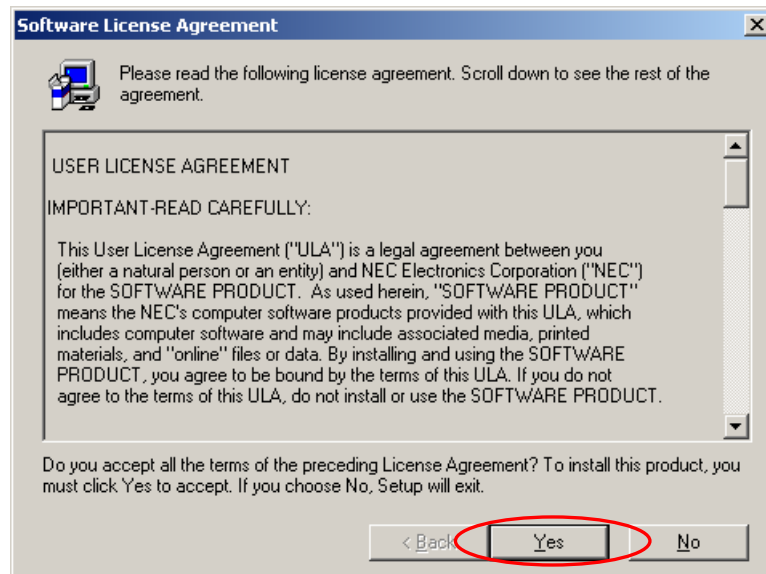 Software License Agreement
Please read the following license agreement. Scroll down to see the rest of the
agreement.
USER LICENSE AGREEMENT
IMPORTANT-READ CAREFULLY:
This User License Agreement ("ULA") is a legal agreement between you
(either a natural person or an entity) and NEC Electronics Corporation ("NEC")
for the SOFTWARE PRODUCT.  As used herein, "SOFTWARE PRODUCT"
means the NEC's computer software products provided with this ULA, which
includes computer software and may include associated media, printed
materials, and "online" files or data. By installing and using the SOFTWARE
PRODUCT, you agree to be bound by the terms of this ULA. If you do not
agree to the terms of this ULA, do not install or use the SOFTWARE PRODUCT.
Do you accept all the terms of the preceding License Agreement? To install this product, you
must click Yes to accept. If you choose No, Setup will exit.
< Back Yes No